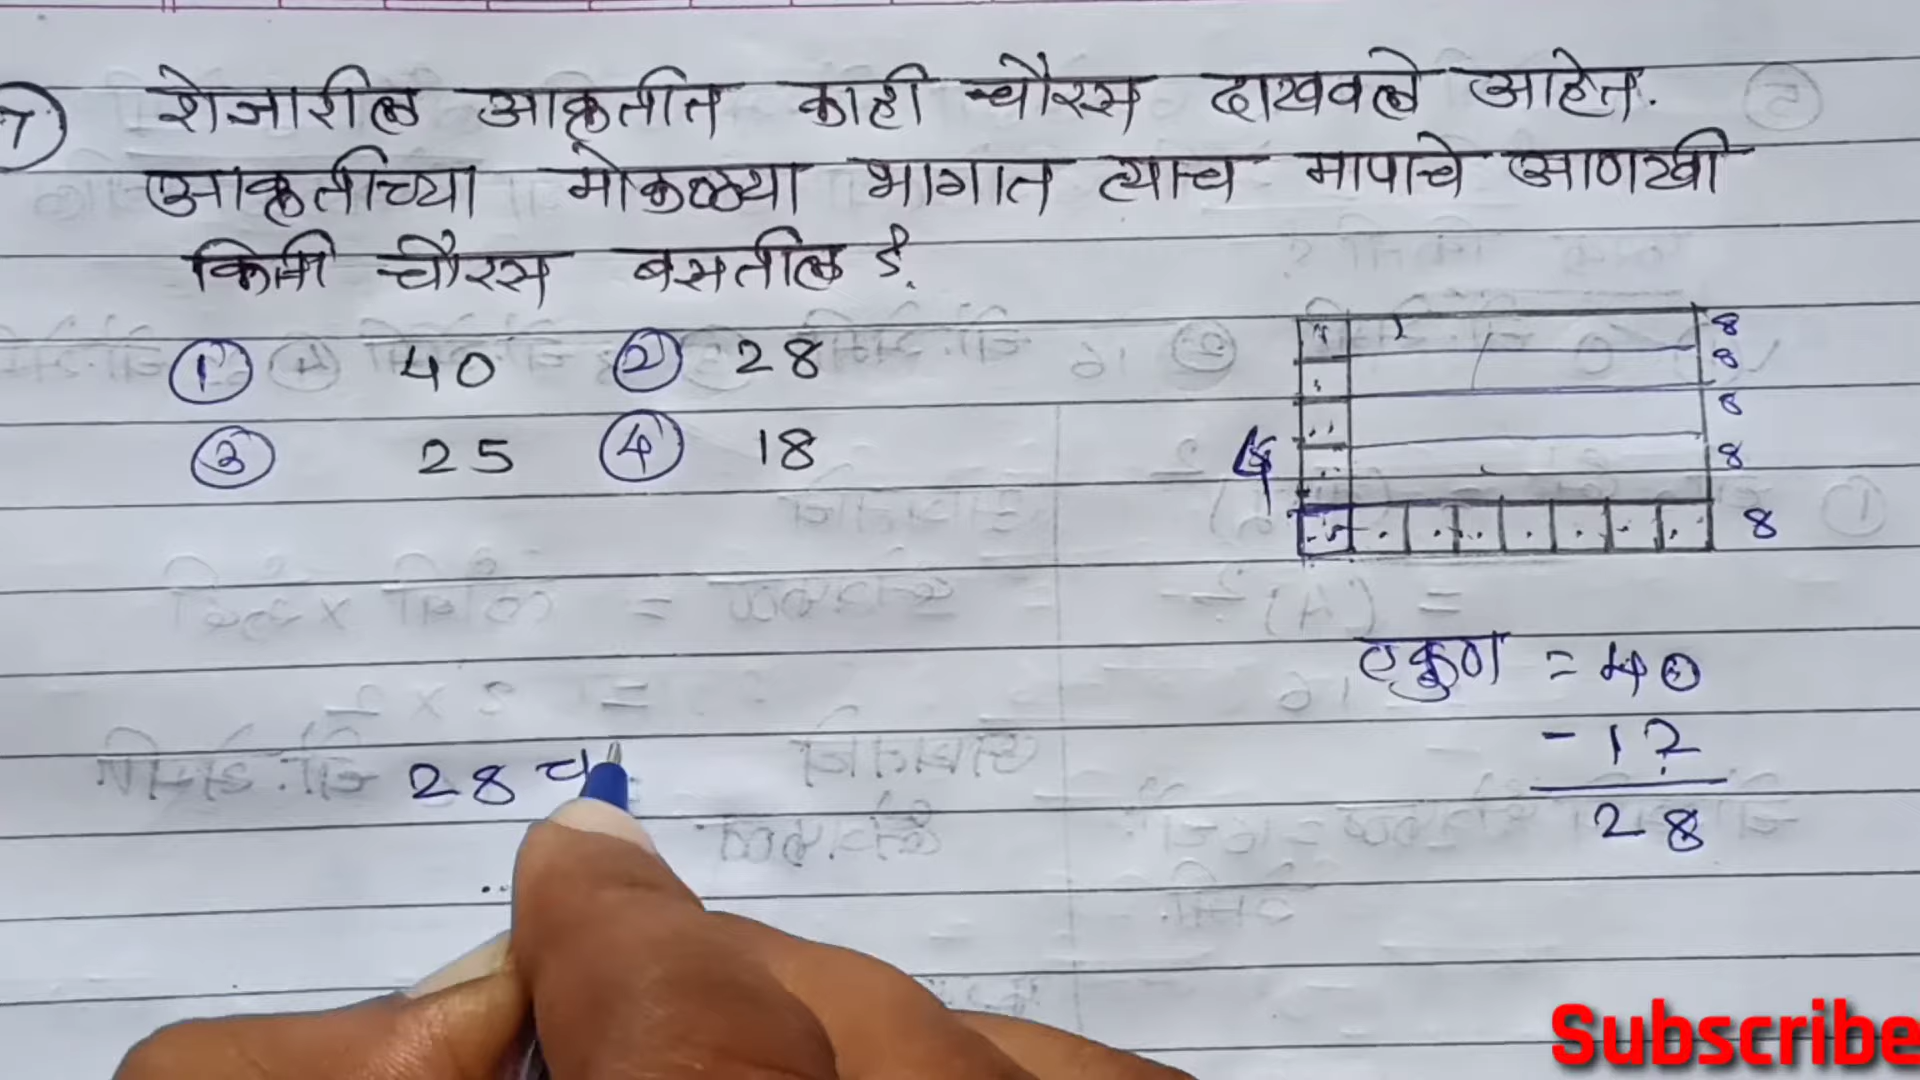 7 शेजारील आकृतीत काही चौरस दाखवले आहेत.
आकृतीच्या मोकळ्या भागात त्याच मापाचे आणखी
किती चौरस बसतील ?
1 40 2 28
3 25 4 18
8
8
8
8
8
एकुण = 40
- 12
28
28 च
Subscribe